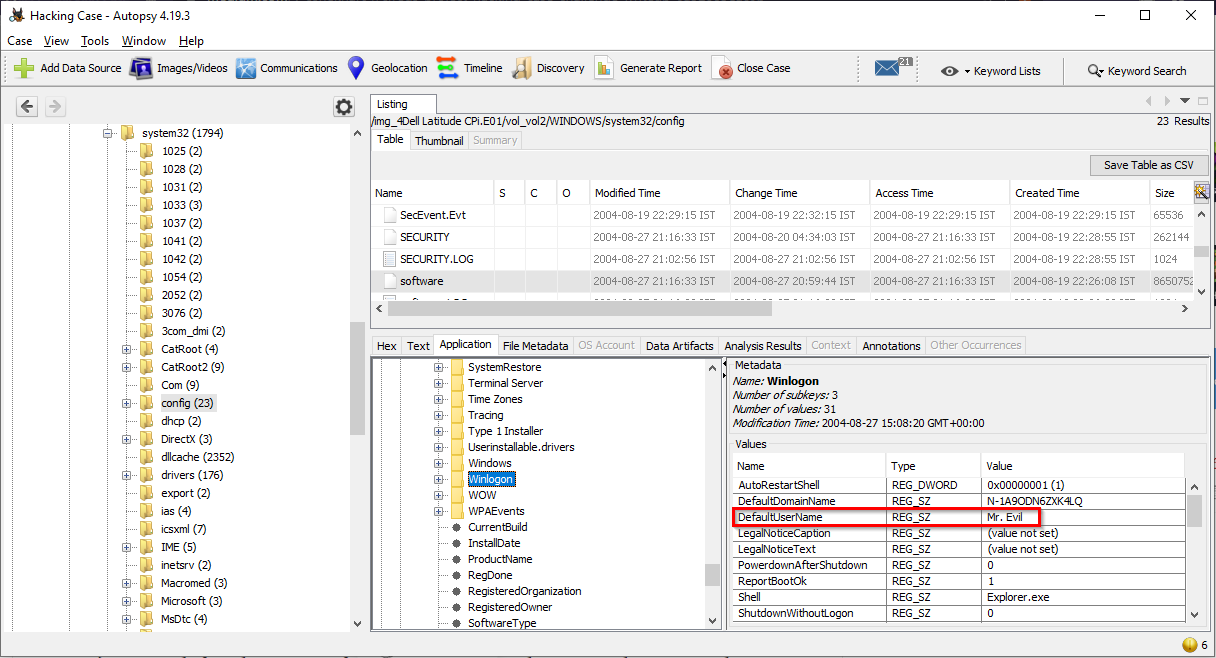 Hacking Case - Autopsy 4.19.3
Case View Tools Window Help
Add Data Source Images/Videos Communications Geolocation Timeline Discovery Generate Report Close Case 21 Keyword Lists Keyword Search
Listing
/img_4Dell Latitude CPi.E01/vol_vol2/WINDOWS/system32/config
23 Results
Table Thumbnail Summary
Save Table as CSV
Name S C O Modified Time Change Time Access Time Created Time Size
SecEvent.Evt 2004-08-19 22:29:15 IST 2004-08-19 22:32:15 IST 2004-08-19 22:29:15 IST 2004-08-19 22:29:15 IST 65536
SECURITY 2004-08-27 21:16:33 IST 2004-08-20 04:34:03 IST 2004-08-27 21:16:33 IST 2004-08-19 22:28:55 IST 262144
SECURITY.LOG 2004-08-27 21:02:56 IST 2004-08-27 21:02:56 IST 2004-08-27 21:02:56 IST 2004-08-19 22:28:55 IST 1024
software 2004-08-27 21:16:33 IST 2004-08-27 20:59:44 IST 2004-08-27 21:16:33 IST 2004-08-19 22:26:08 IST 8650752
system32 (1794)
1025 (2)
1028 (2)
1031 (2)
1033 (3)
1037 (2)
1041 (2)
1042 (2)
1054 (2)
2052 (2)
3076 (2)
3com_dmi (2)
CatRoot (4)
CatRoot2 (9)
Com (9)
config (23)
dhcp (2)
DirectX (3)
dllcache (2352)
drivers (176)
export (2)
ias (4)
icsxml (7)
IME (5)
inetsrv (2)
Macromed (3)
Microsoft (3)
MsDtc (4)
Hex Text Application File Metadata OS Account Data Artifacts Analysis Results Context Annotations Other Occurrences
SystemRestore
Terminal Server
Time Zones
Tracing
Type 1 Installer
Userinstallable.drivers
Windows
Winlogon
WOW
WPAEvents
CurrentBuild
InstallDate
ProductName
RegDone
RegisteredOrganization
RegisteredOwner
SoftwareType
Metadata
Name: Winlogon
Number of subkeys: 3
Number of values: 31
Modification Time: 2004-08-27 15:08:20 GMT+00:00
Values
Name Type Value
AutoRestartShell REG_DWORD 0x00000001 (1)
DefaultDomainName REG_SZ N-1A9ODN6ZXK4LQ
DefaultUserName REG_SZ Mr. Evil
LegalNoticeCaption REG_SZ (value not set)
LegalNoticeText REG_SZ (value not set)
PowerdownAfterShutdown REG_SZ 0
ReportBootOk REG_SZ 1
Shell REG_SZ Explorer.exe
ShutdownWithoutLogon REG_SZ 0
6